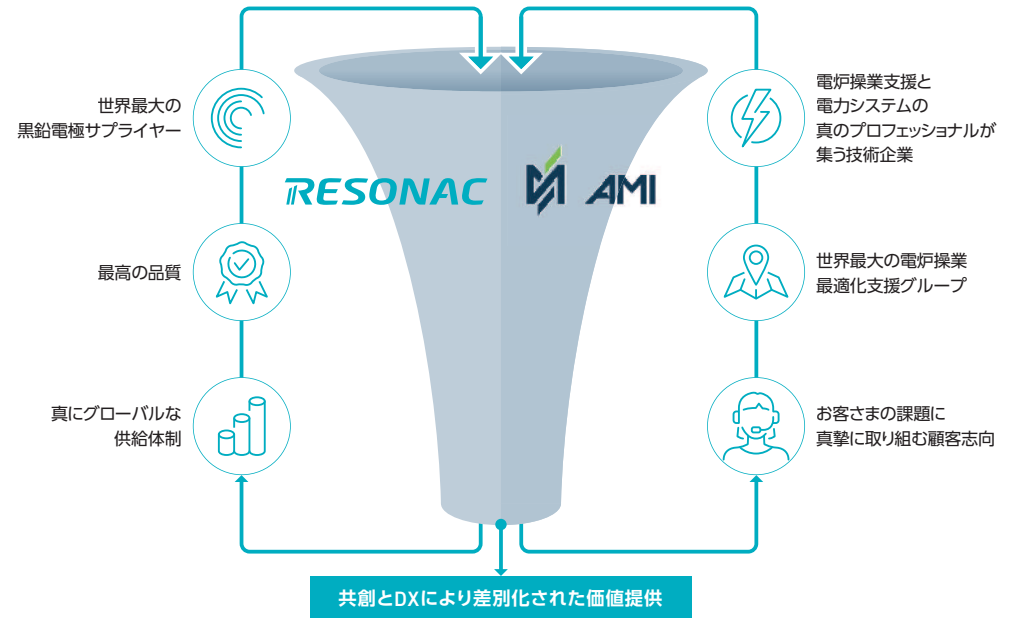 世界最大の
黒鉛電極サプライヤー
最高の品質
真にグローバルな
供給体制
RESONAC
AMI
電炉操業支援と
電力システムの
真のプロフェッショナルが
集う技術企業
世界最大の電炉操業
最適化支援グループ
お客さまの課題に
真摯に取り組む顧客志向
共創とDXにより差別化された価値提供